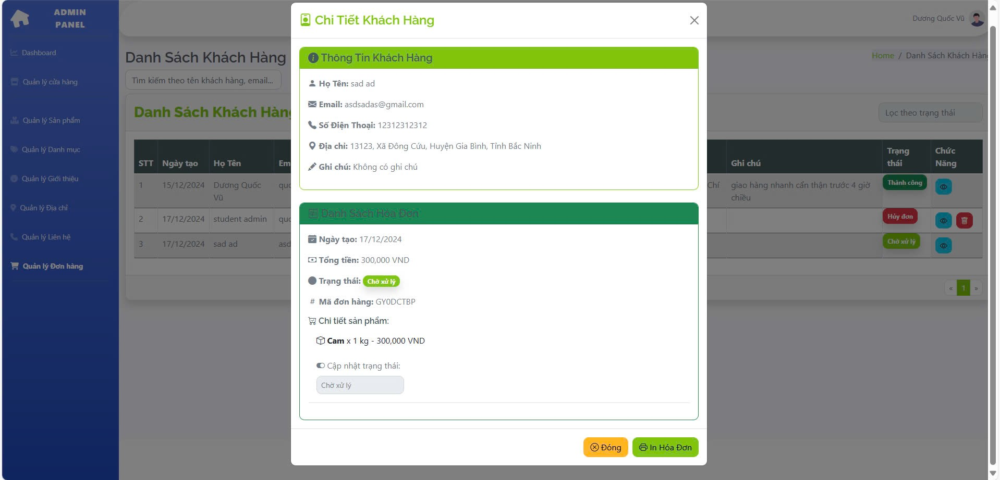 ADMIN
PANEL
Dashboard
Quản lý cửa hàng
Quản lý Sản phẩm
Quản lý Danh mục
Quản lý Giới thiệu
Quản lý Địa chỉ
Quản lý Liên hệ
Quản lý Đơn hàng
Dương Quốc Vũ
Danh Sách Khách Hàng
Home / Danh Sách Khách Hàng
Tìm kiếm theo tên khách hàng, email...
Danh Sách Khách Hàng
Lọc theo trạng thái
STT Ngày tạo Họ Tên Em Ghi chú Trạng thái Chức Năng
1 15/12/2024 Dương Quốc Vũ quo Chí giao hàng nhanh cẩn thận trước 4 giờ chiều Thành công
2 17/12/2024 student admin quo Hủy đơn
3 17/12/2024 sad ad asd Chờ xử lý
« 1 »
Chi Tiết Khách Hàng
Thông Tin Khách Hàng
Họ Tên: sad ad
Email: asdsadas@gmail.com
Số Điện Thoại: 12312312312
Địa chỉ: 13123, Xã Đông Cứu, Huyện Gia Bình, Tỉnh Bắc Ninh
Ghi chú: Không có ghi chú
Danh Sách Hóa Đơn
Ngày tạo: 17/12/2024
Tổng tiền: 300,000 VND
Trạng thái: Chờ xử lý
# Mã đơn hàng: GY0DCTBP
Chi tiết sản phẩm:
Cam x 1 kg - 300,000 VND
Cập nhật trạng thái:
Chờ xử lý
Đóng
In Hóa Đơn